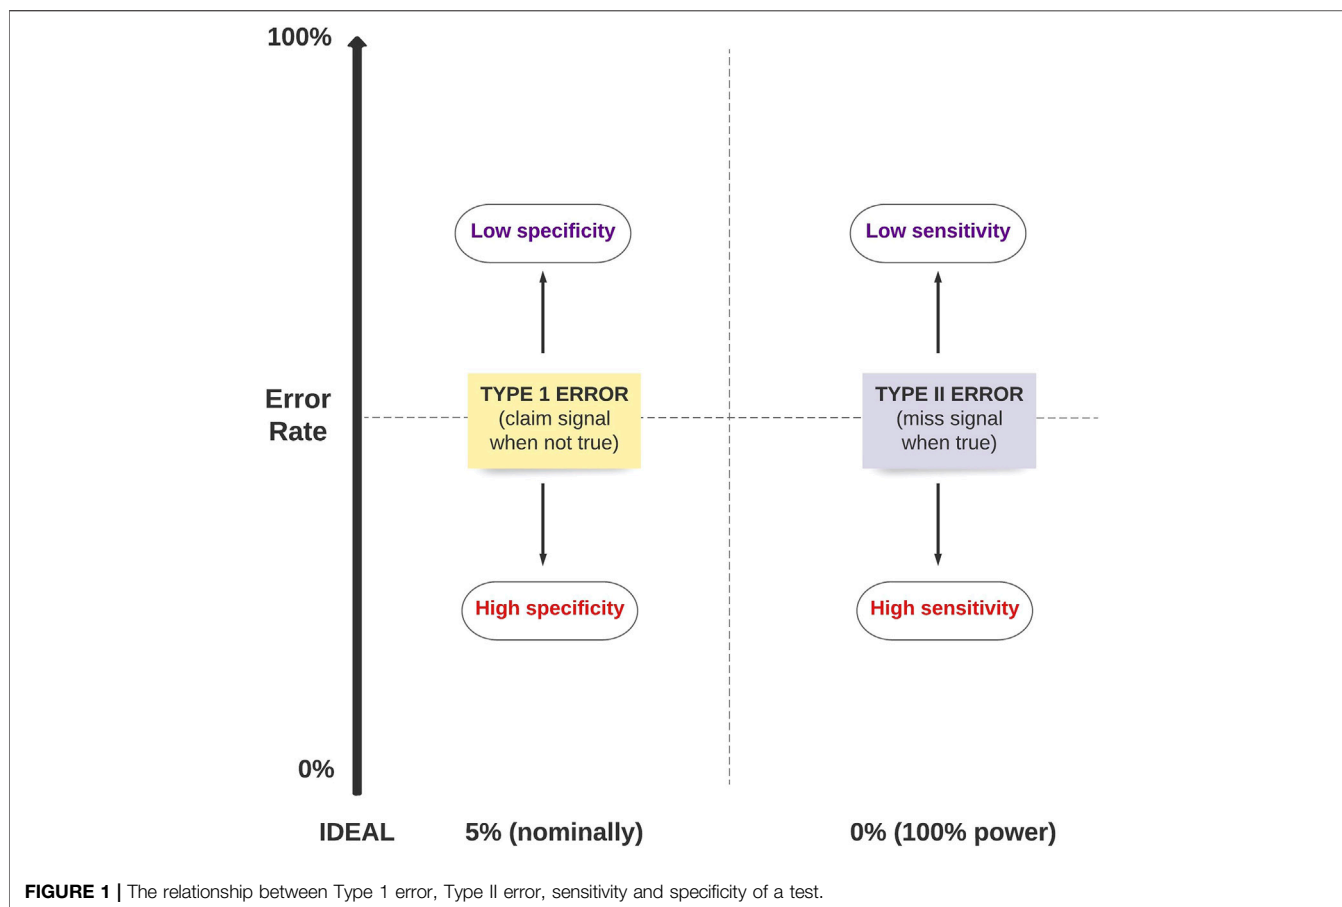 100%
Low specificity
Low sensitivity
Error
Rate
TYPE 1 ERROR
(claim signal
when not true)
TYPE II ERROR
(miss signal
when true)
High specificity
High sensitivity
0%
IDEAL
5% (nominally)
0% (100% power)
FIGURE 1 | The relationship between Type 1 error, Type II error, sensitivity and specificity of a test.